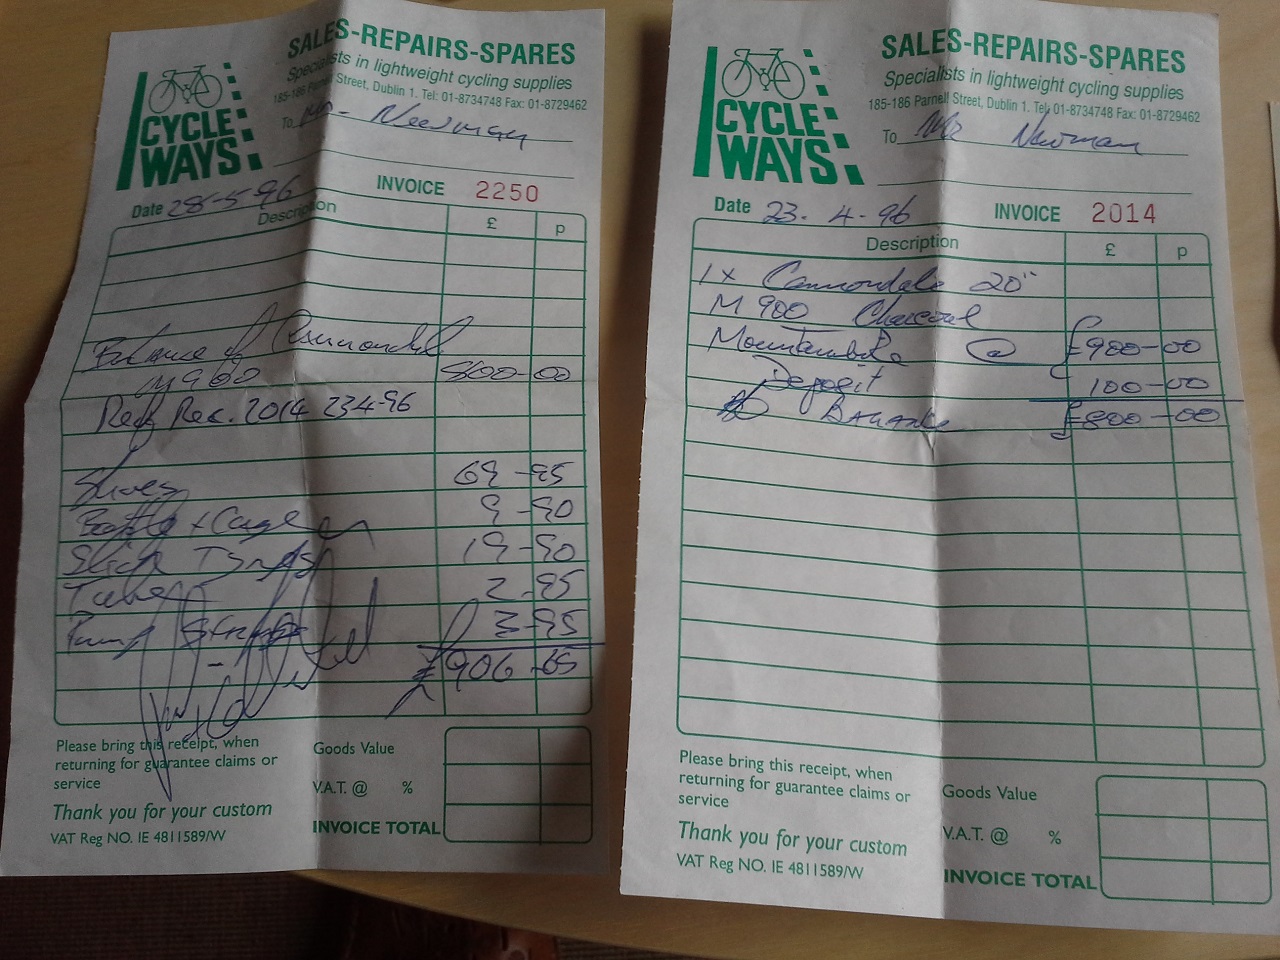 SALES-REPAIRS-SPARES
Specialists in lightweight cycling supplies
185-186 Parnell Street, Dublin 1. Tel: 01-8734748 Fax: 01-8729462
CYCLE
WAYS
To Mr - Newman
INVOICE 2250
Date 28-5-96
Description £ p
Balance of Cannondale
M900 800-00
Ref Rec. 2014 23-4-96
Shoes 69-95
Bottle + Cage 9-90
Slick Tyres 19-90
Tube 2-95
Pump 3-95
£906-65
Please bring this receipt, when
returning for guarantee claims or
service
Thank you for your custom
VAT Reg NO. IE 4811589/W
Goods Value
V.A.T. @ %
INVOICE TOTAL
SALES-REPAIRS-SPARES
Specialists in lightweight cycling supplies
185-186 Parnell Street, Dublin 1. Tel: 01-8734748 Fax: 01-8729462
CYCLE
WAYS
To Mr Newman
INVOICE 2014
Date 23. 4-96
Description £ p
1x Cannondale 20"
M900 Charcoal
Mountainbike @ £900-00
Deposit 100-00
Balance £800-00
Please bring this receipt, when
returning for guarantee claims or
service
Thank you for your custom
VAT Reg NO. IE 4811589/W
Goods Value
V.A.T. @ %
INVOICE TOTAL